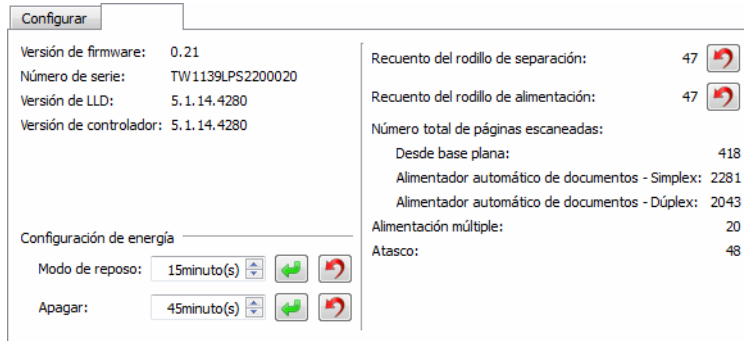 Configurar
Versión de firmware: 0.21
Número de serie: TW1139LPS2200020
Versión de LLD: 5.1.14.4280
Versión de controlador: 5.1.14.4280
Configuración de energía
Modo de reposo: 15minuto(s)
Apagar: 45minuto(s)
Recuento del rodillo de separación: 47
Recuento del rodillo de alimentación: 47
Número total de páginas escaneadas:
Desde base plana: 418
Alimentador automático de documentos - Simplex: 2281
Alimentador automático de documentos - Dúplex: 2043
Alimentación múltiple: 20
Atasco: 48